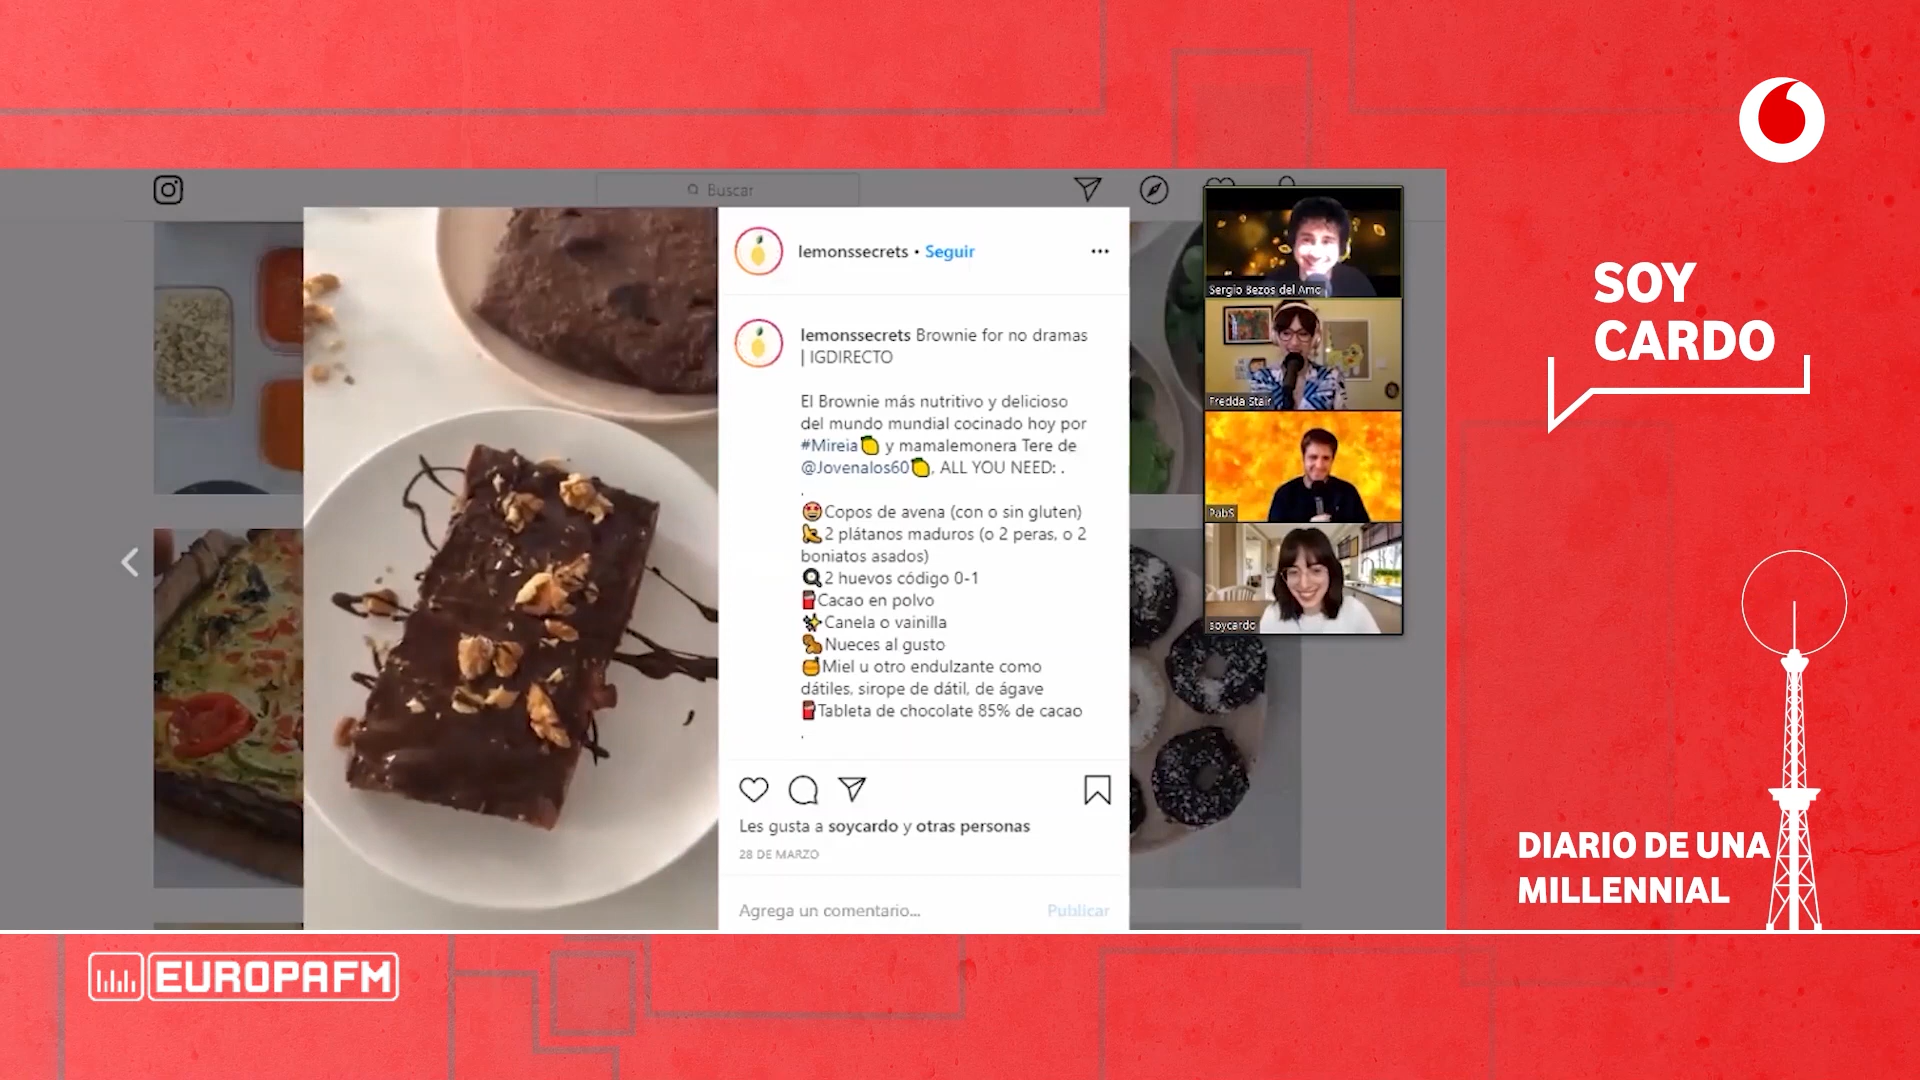 Buscar
lemonssecrets • Seguir
lemonssecrets Brownie for no dramas
| IGDIRECTO
El Brownie más nutritivo y delicioso
del mundo mundial cocinado hoy por
#Mireia🍋 y mamalemonera Tere de
@Jovenalos60🍋, ALL YOU NEED: .
.
🤩Copos de avena (con o sin gluten)
🍌2 plátanos maduros (o 2 peras, o 2
boniatos asados)
🍳2 huevos código 0-1
🍫Cacao en polvo
✨Canela o vainilla
🥜Nueces al gusto
🍯Miel u otro endulzante como
dátiles, sirope de dátil, de ágave
🍫Tableta de chocolate 85% de cacao
.
Les gusta a soycardo y otras personas
28 DE MARZO
Agrega un comentario... Publicar
Sergio Bezos del Amo
Fredda Stair
PabS
soycardo
SOY
CARDO
DIARIO DE UNA
MILLENNIAL
EUROPAFM